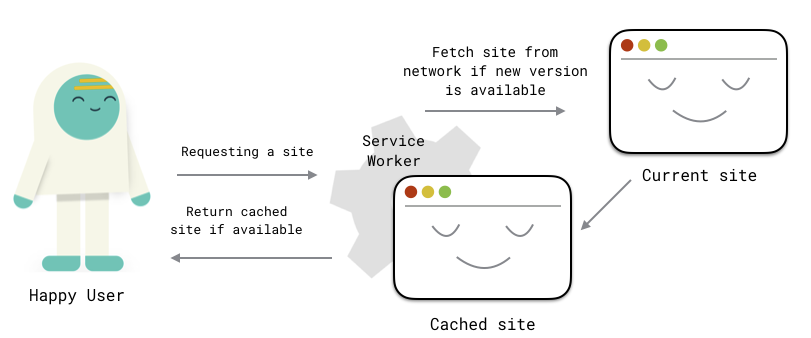 Fetch site from
network if new version
is available
Service
Worker
Requesting a site
Current site
Return cached
site if available
Happy User
Cached site